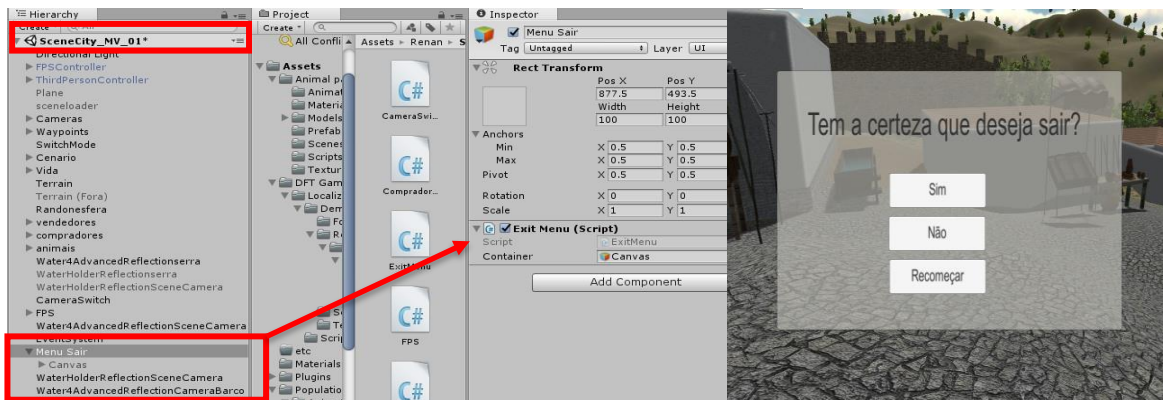 Hierarchy
Create
All
SceneCity_MV_01*
Directional Light
FPSController
ThirdPersonController
Plane
sceneloader
Cameras
Waypoints
SwitchMode
Cenario
Vida
Terrain
Terrain (Fora)
Randonesfera
vendedores
compradores
animais
Water4AdvancedReflectionserra
WaterHolderReflectionserra
WaterHolderReflectionSceneCamera
CameraSwitch
FPS
Water4AdvancedReflectionSceneCamera
EventSystem
Menu Sair
Canvas
WaterHolderReflectionSceneCamera
Water4AdvancedReflectionCameraBarco
Project
Create
All Confli
Assets
Animal pa
Animat
Materia
Models
Prefab
Scenes
Scripts
Textur
DFT Gam
Localiz
Dem
Fo
R
S
Te
Scrip
etc
Materials
Plugins
Populatio
Assets Renan S
C#
CameraSwi...
C#
Comprador...
C#
ExitMenu
C#
FPS
C#
Inspector
Menu Sair
Tag Untagged Layer UI
Rect Transform
Pos X Pos Y
877.5 493.5
Width Height
100 100
Anchors
Min X 0.5 Y 0.5
Max X 0.5 Y 0.5
Pivot X 0.5 Y 0.5
Rotation X 0 Y 0
Scale X 1 Y 1
Exit Menu (Script)
Script ExitMenu
Container Canvas
Add Component
Tem a certeza que deseja sair?
Sim
Não
Recomeçar